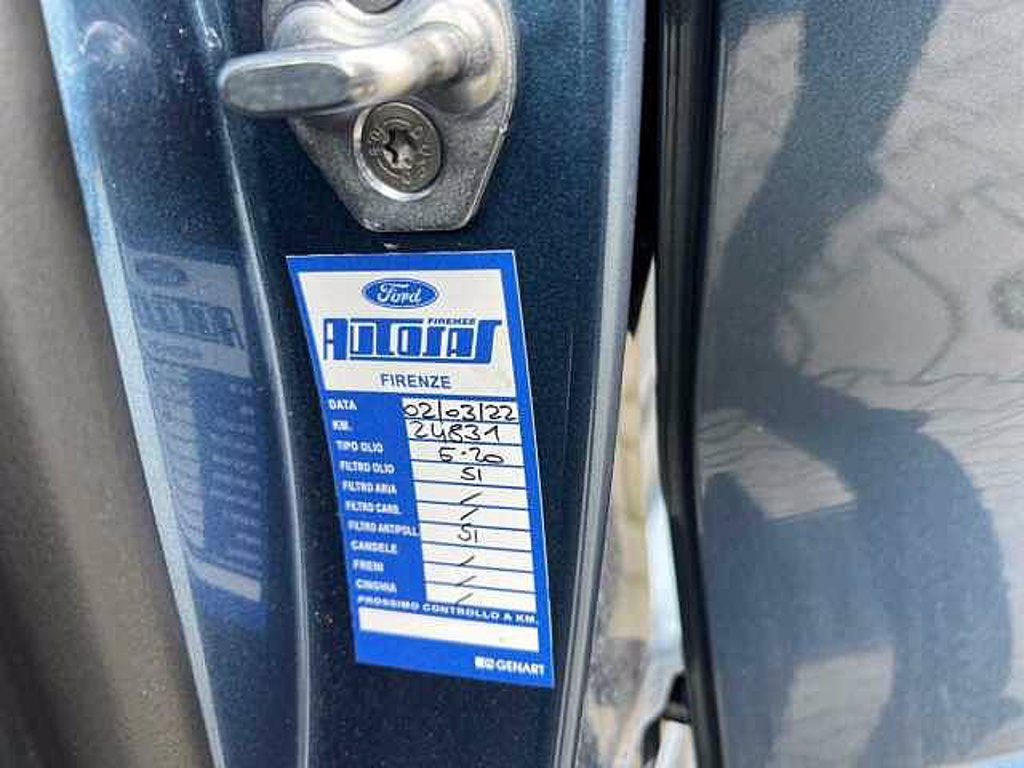 Ford
FIRENZE
AUTOSAS
FIRENZE
DATA 02/03/22
KM. 24831
TIPO OLIO 5.20
FILTRO OLIO SI
FILTRO ARIA /
FILTRO CARB. /
FILTRO ANTIPOLL. SI
CANDELE /
FRENI /
CINGHIA /
PROSSIMO CONTROLLO A KM.
GENART